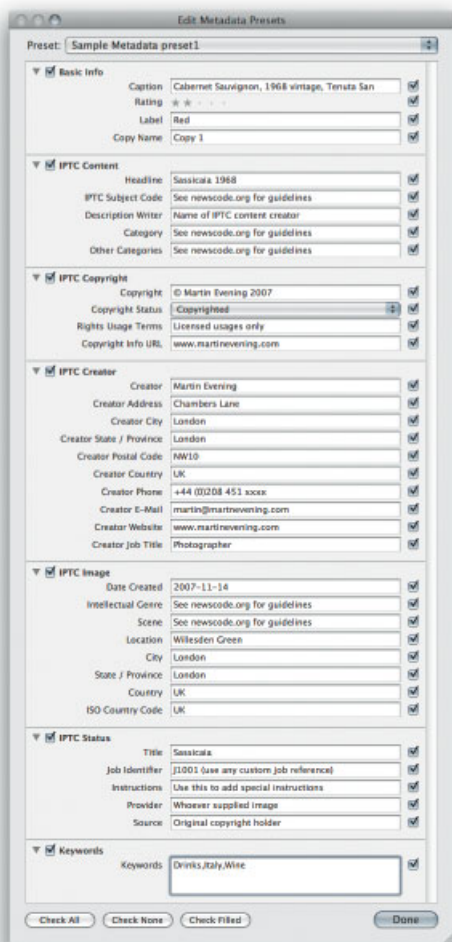 Edit Metadata Presets
Preset: Sample Metadata preset1
Basic Info
Caption Cabernet Sauvignon, 1968 vintage, Tenuta San
Rating
Label Red
Copy Name Copy 1
IPTC Content
Headline Sassicaia 1968
IPTC Subject Code See newscode.org for guidelines
Description Writer Name of IPTC content creator
Category See newscode.org for guidelines
Other Categories See newscode.org for guidelines
IPTC Copyright
Copyright © Martin Evening 2007
Copyright Status Copyrighted
Rights Usage Terms Licensed usages only
Copyright Info URL www.martinevening.com
IPTC Creator
Creator Martin Evening
Creator Address Chambers Lane
Creator City London
Creator State / Province London
Creator Postal Code NW10
Creator Country UK
Creator Phone +44 (0)208 451 xxxx
Creator E-Mail martin@martnevening.com
Creator Website www.martinevening.com
Creator Job Title Photographer
IPTC Image
Date Created 2007-11-14
Intellectual Genre See newscode.org for guidelines
Scene See newscode.org for guidelines
Location Willesden Green
City London
State / Province London
Country UK
ISO Country Code UK
IPTC Status
Title Sassicaia
Job Identifier J1001 (use any custom job reference)
Instructions Use this to add special instructions
Provider Whoever supplied image
Source Original copyright holder
Keywords
Keywords Drinks,Italy,Wine
Check All Check None Check Filled Done